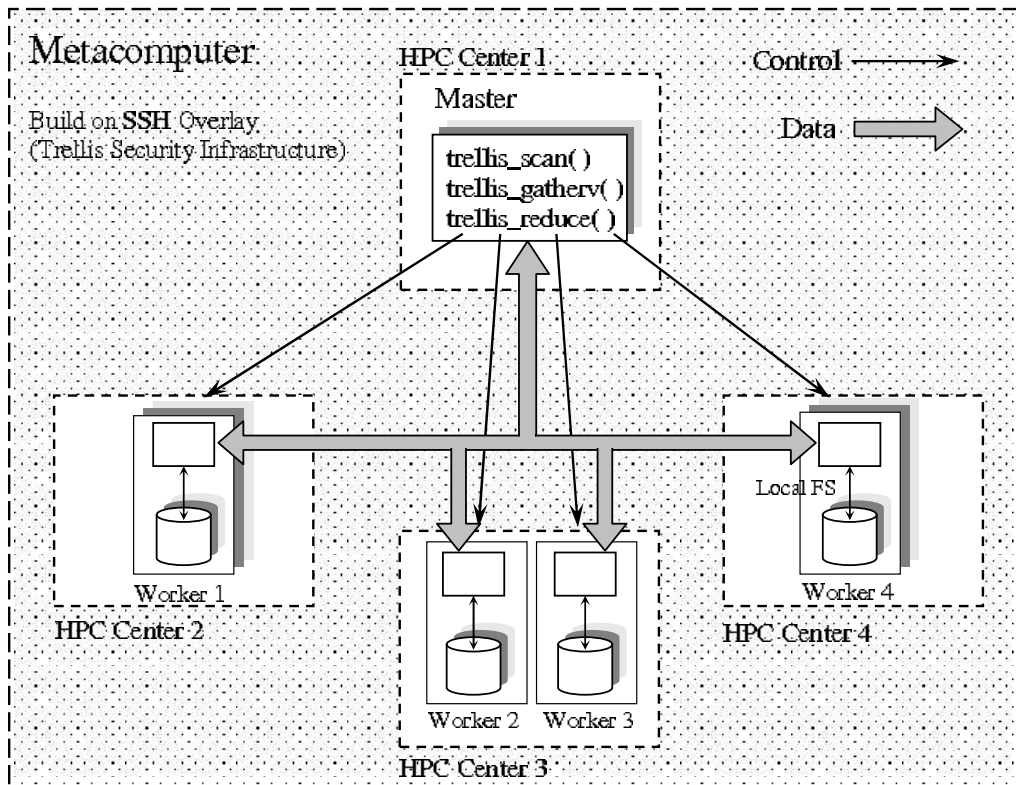 Metacomputer
Build on SSH Overlay
(Trellis Security Infrastructure)
HPC Center 1
Master
trellis_scan( )
trellis_gatherv( )
trellis_reduce( )
Control
Data
Worker 1
HPC Center 2
Worker 2
Worker 3
HPC Center 3
Local FS
Worker 4
HPC Center 4